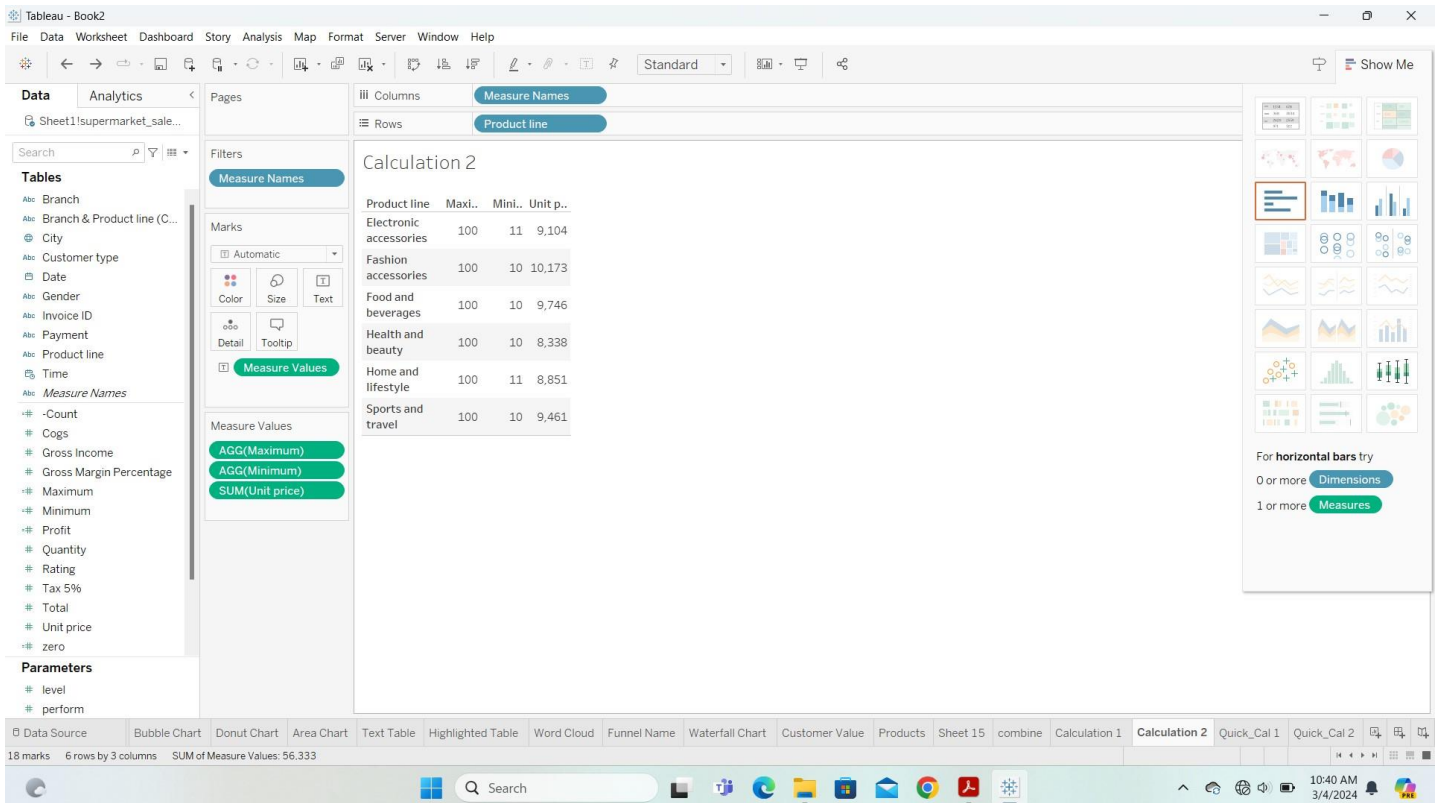 Tableau - Book2
File Data Worksheet Dashboard Story Analysis Map Format Server Window Help
Standard
Show Me
Data Analytics
Sheet1!supermarket_sale...
Search
Tables
Abc Branch
Abc Branch & Product line (C...
City
Abc Customer type
Date
Abc Gender
Abc Invoice ID
Abc Payment
Abc Product line
Time
Abc Measure Names
# -Count
# Cogs
# Gross Income
# Gross Margin Percentage
# Maximum
# Minimum
# Profit
# Quantity
# Rating
# Tax 5%
# Total
# Unit price
# zero
Parameters
# level
# perform
Pages
Filters
Measure Names
Marks
Automatic
Color Size Text
Detail Tooltip
Measure Values
Measure Values
AGG(Maximum)
AGG(Minimum)
SUM(Unit price)
Columns Measure Names
Rows Product line
Calculation 2
Product line Maxi.. Mini.. Unit p..
Electronic
accessories 100 11 9,104
Fashion
accessories 100 10 10,173
Food and
beverages 100 10 9,746
Health and
beauty 100 10 8,338
Home and
lifestyle 100 11 8,851
Sports and
travel 100 10 9,461
For horizontal bars try
0 or more Dimensions
1 or more Measures
Data Source Bubble Chart Donut Chart Area Chart Text Table Highlighted Table Word Cloud Funnel Name Waterfall Chart Customer Value Products Sheet 15 combine Calculation 1 Calculation 2 Quick_Cal 1 Quick_Cal 2
18 marks 6 rows by 3 columns SUM of Measure Values: 56,333
Search
10:40 AM
3/4/2024
PRE